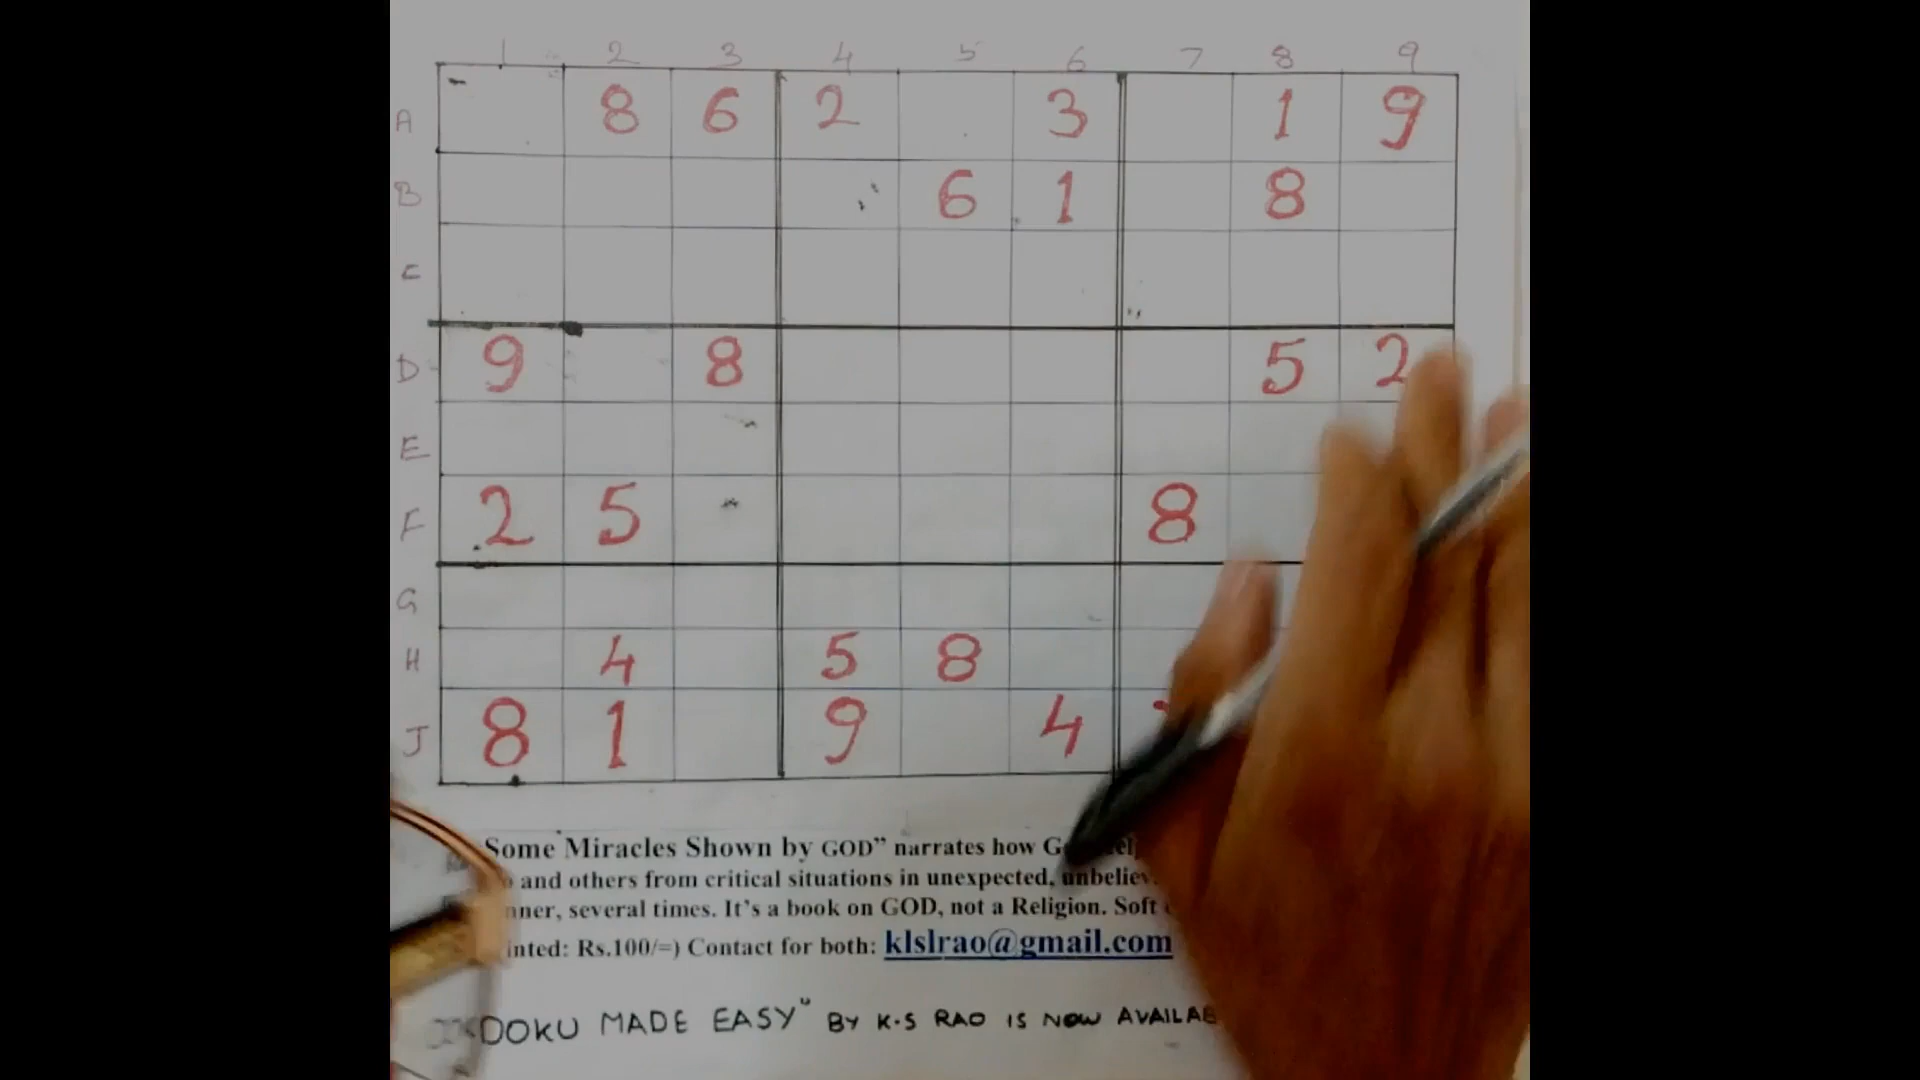 1 2 3 4 5 6 7 8 9
A 8 6 2 3 1 9
B 6 1 8
C
D 9 8 5 2
E
F 2 5 8
G
H 4 5 8
J 8 1 9 4
Some Miracles Shown by GOD” narrates how
and others from critical situations in unexpected,
several times. It’s a book on GOD, not a Religion. Soft
Rs.100/=) Contact for both: klslrao@gmail.com
MADE EASY" BY K.S RAO IS NOW